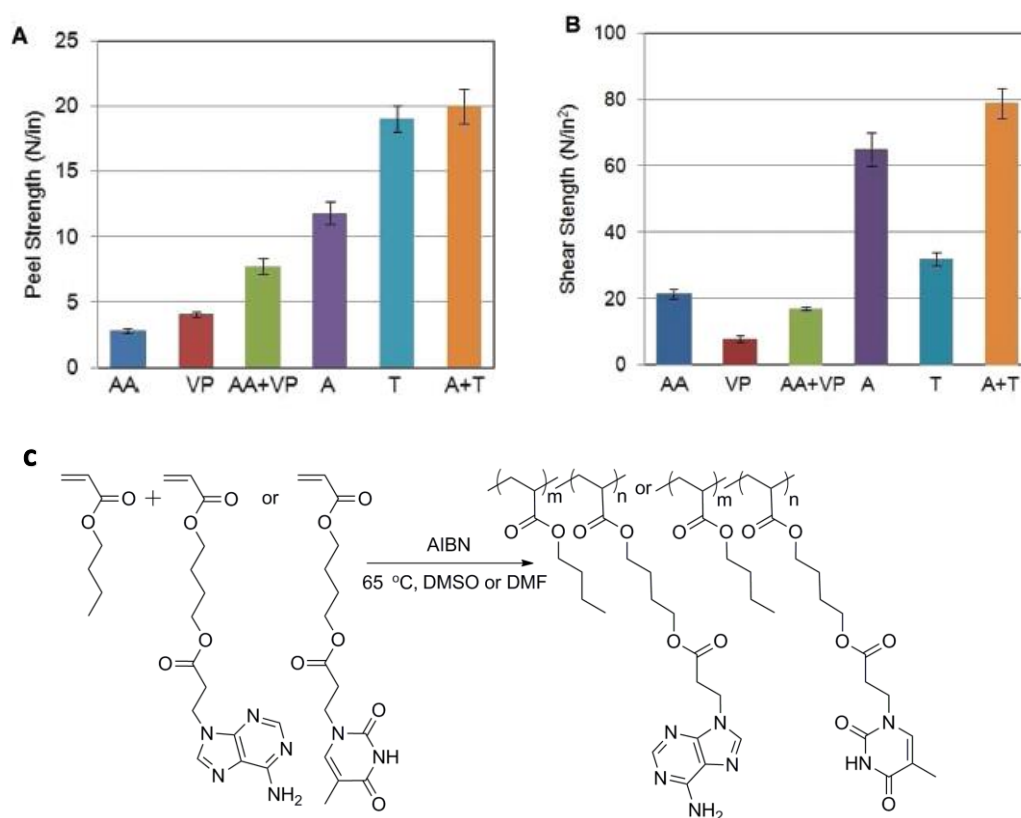 A
Peel Strength (N/in)
25
20
15
10
5
0
AA VP AA+VP A T A+T
B
Shear Stength (N/in²)
100
80
60
40
20
0
AA VP AA+VP A T A+T
c
O + O or O
O O O
O O
O O
N N N O
N N N NH
NH₂ O
AIBN
65 °C, DMSO or DMF
m n or m n
O O O O
O O O O
O O
O O
N N N O N
N N HN
NH₂ O